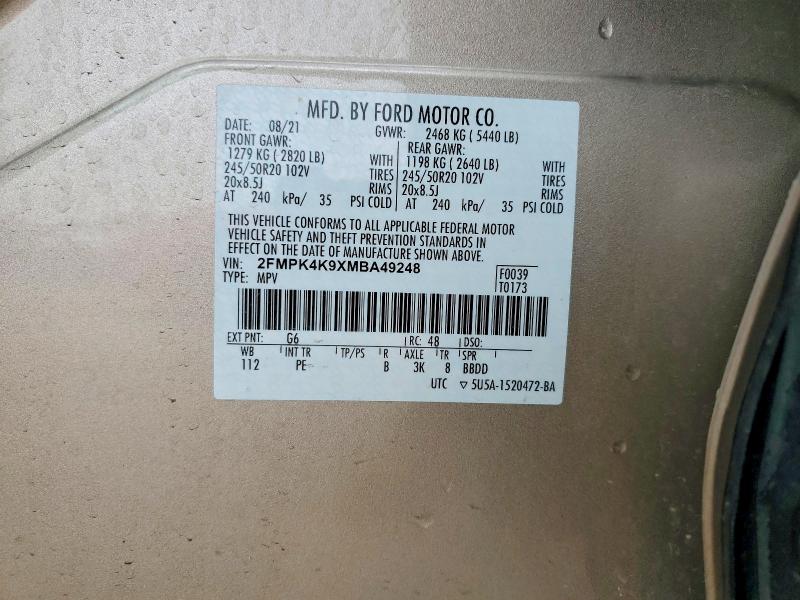 MFD. BY FORD MOTOR CO.
DATE: 08/21 GVWR: 2468 KG ( 5440 LB)
FRONT GAWR: REAR GAWR:
1279 KG ( 2820 LB) WITH 1198 KG ( 2640 LB) WITH
245/50R20 102V TIRES 245/50R20 102V TIRES
20x8.5J RIMS 20x8.5J RIMS
AT 240 kPa/ 35 PSI COLD AT 240 kPa/ 35 PSI COLD
THIS VEHICLE CONFORMS TO ALL APPLICABLE FEDERAL MOTOR
VEHICLE SAFETY AND THEFT PREVENTION STANDARDS IN
EFFECT ON THE DATE OF MANUFACTURE SHOWN ABOVE.
VIN: 2FMPK4K9XMBA49248 F0039
TYPE: MPV T0173
EXT PNT: G6 RC: 48 DSO:
WB INT TR TP/PS R AXLE TR SPR
112 PE B 3K 8 BBDD
UTC ▽ 5U5A-1520472-BA